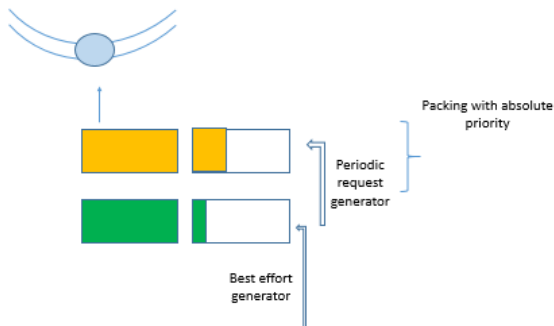 Packing with absolute
priority
Periodic
request
generator
Best effort
generator